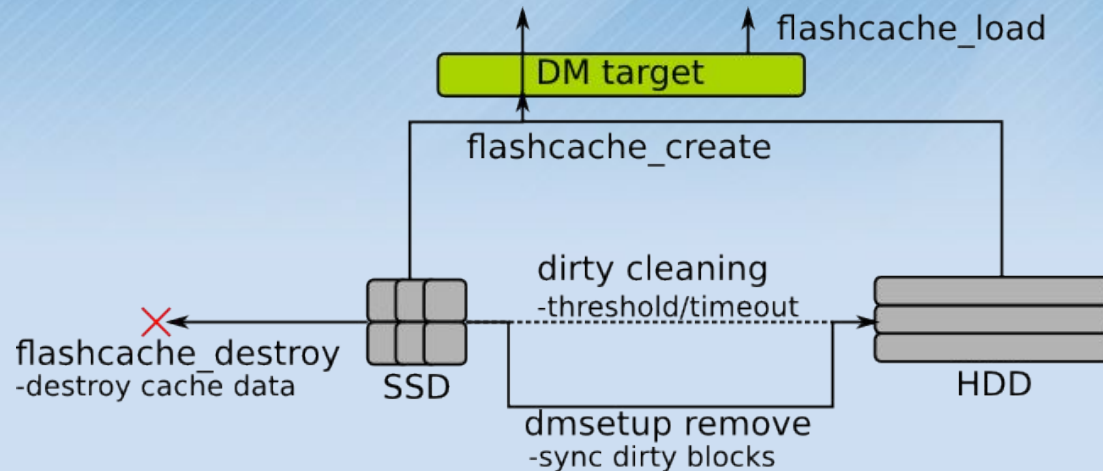 flashcache_load
DM target
flashcache_create
dirty cleaning
-threshold/timeout
flashcache_destroy
-destroy cache data
SSD
HDD
dmsetup remove
-sync dirty blocks